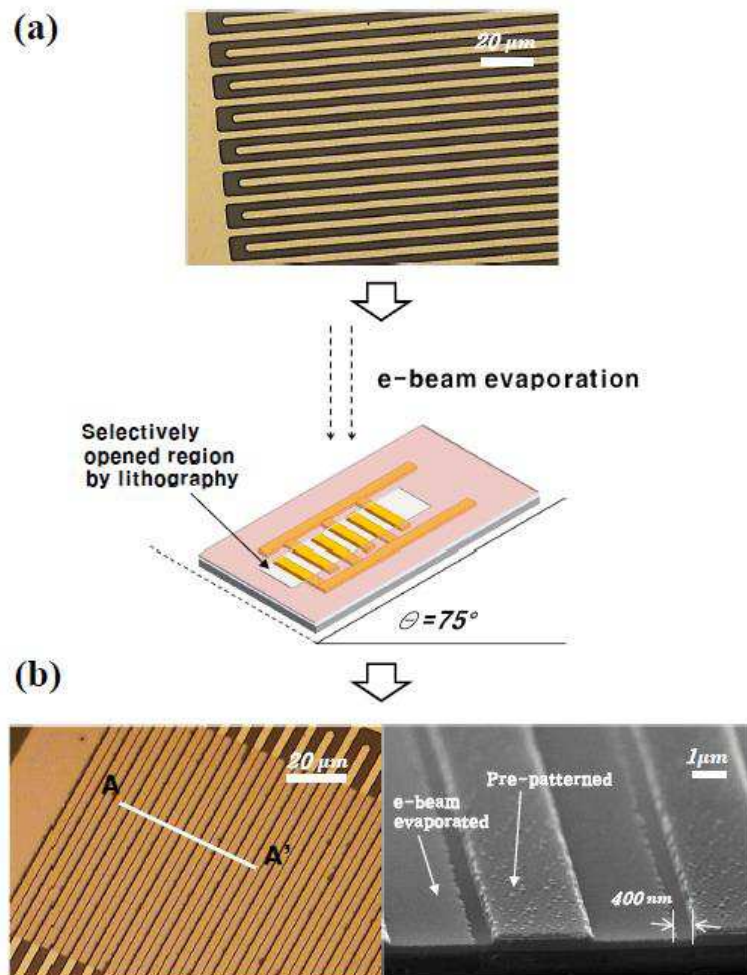 (a)
20 μm
e-beam evaporation
Selectively
opened region
by lithography
Θ=75°
(b)
20 μm
A
A'
1μm
Pre-patterned
e-beam
evaporated
400 nm